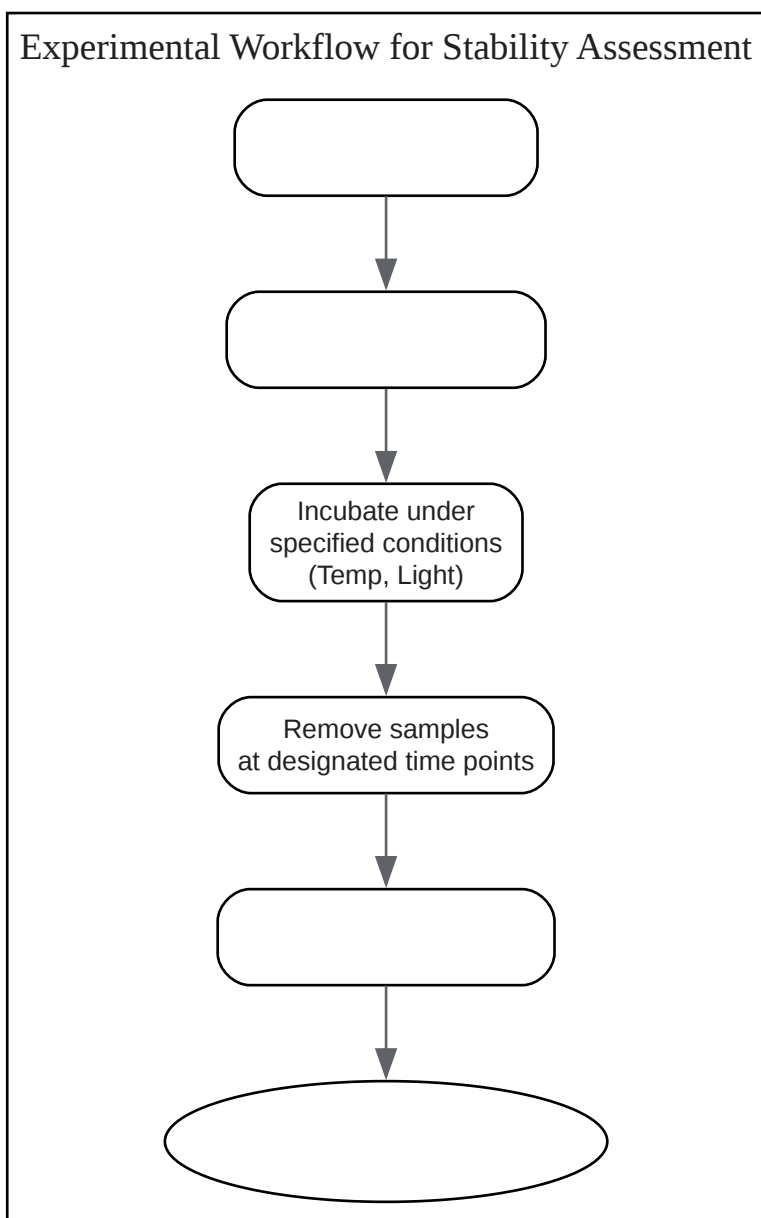 Experimental Workflow for Stability Assessment
Incubate under
specified conditions
(Temp, Light)
Remove samples
at designated time points